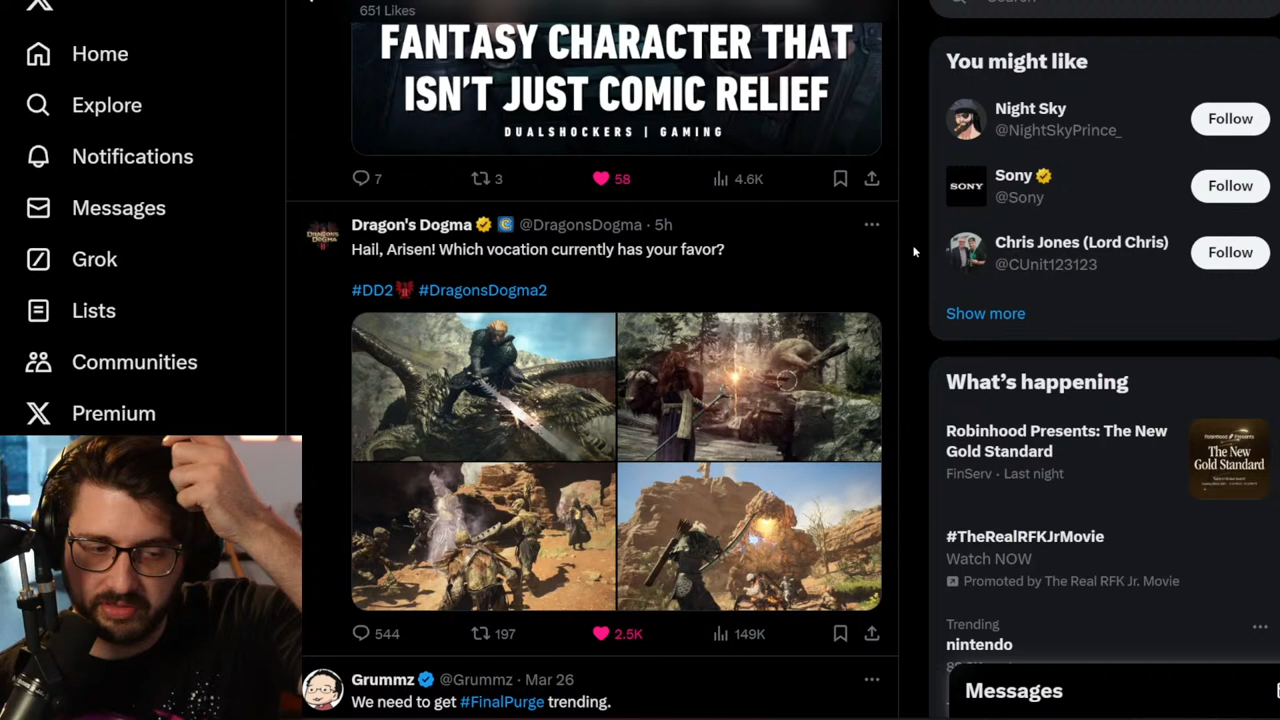 651 Likes
FANTASY CHARACTER THAT
ISN'T JUST COMIC RELIEF
DUALSHOCKERS | GAMING
7
3
58
4.6K
Home
Explore
Notifications
Messages
Grok
Lists
Communities
Premium
Dragon's Dogma @DragonsDogma · 5h
Hail, Arisen! Which vocation currently has your favor?
#DD2 #DragonsDogma2
544
197
2.5K
149K
Grummz @Grummz · Mar 26
We need to get #FinalPurge trending.
You might like
Night Sky
@NightSkyPrince_
Follow
SONY
Sony
@Sony
Follow
Chris Jones (Lord Chris)
@CUnit123123
Follow
Show more
What's happening
Robinhood Presents: The New
Gold Standard
FinServ · Last night
The New
Gold Standard
#TheRealRFKJrMovie
Watch NOW
Promoted by The Real RFK Jr. Movie
Trending
nintendo
Messages